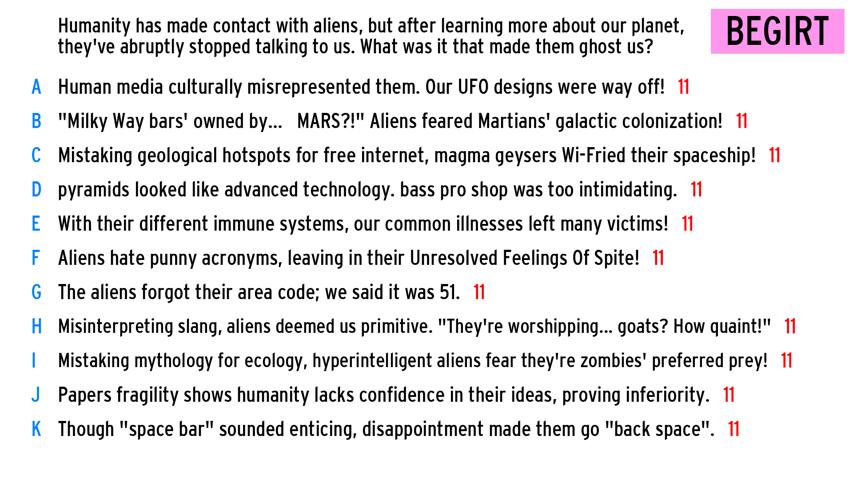 Humanity has made contact with aliens, but after learning more about our planet,
they've abruptly stopped talking to us. What was it that made them ghost us?
BEGIRT
A Human media culturally misrepresented them. Our UFO designs were way off! 11
B "Milky Way bars' owned by... MARS?!" Aliens feared Martians' galactic colonization! 11
C Mistaking geological hotspots for free internet, magma geysers Wi-Fried their spaceship! 11
D pyramids looked like advanced technology. bass pro shop was too intimidating. 11
E With their different immune systems, our common illnesses left many victims! 11
F Aliens hate punny acronyms, leaving in their Unresolved Feelings Of Spite! 11
G The aliens forgot their area code; we said it was 51. 11
H Misinterpreting slang, aliens deemed us primitive. "They're worshipping... goats? How quaint!" 11
I Mistaking mythology for ecology, hyperintelligent aliens fear they're zombies' preferred prey! 11
J Papers fragility shows humanity lacks confidence in their ideas, proving inferiority. 11
K Though "space bar" sounded enticing, disappointment made them go "back space". 11